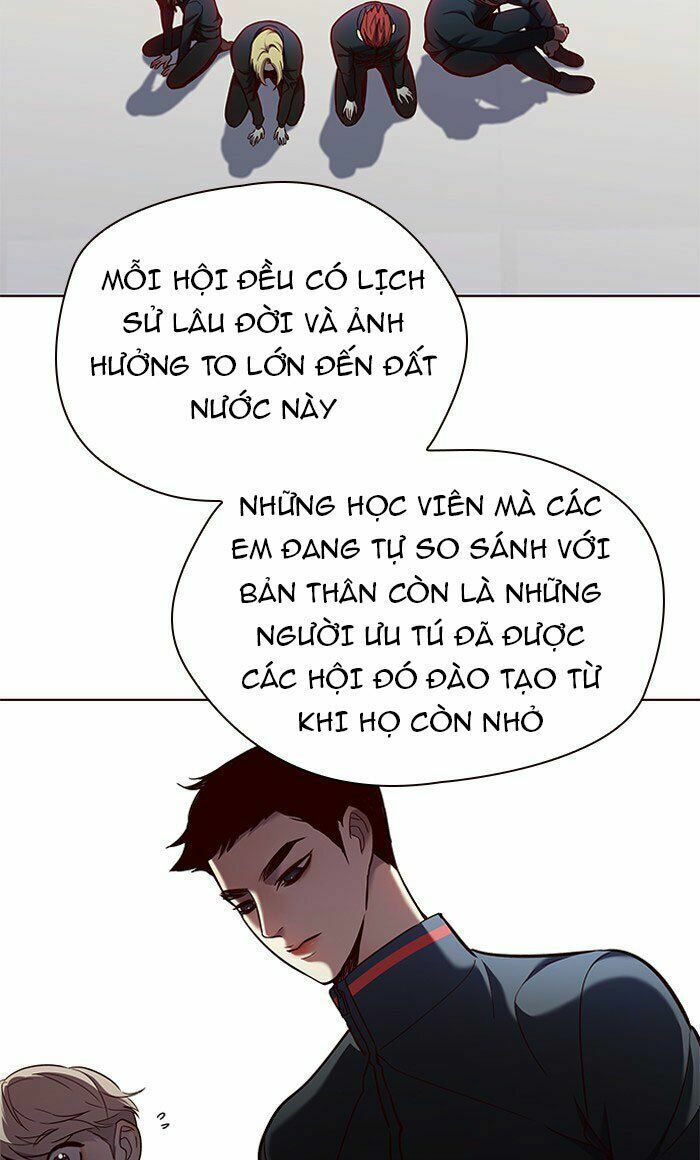 MỖI HỘI ĐỀU CÓ LỊCH
SỬ LÂU ĐỜI VÀ ẢNH
HƯỞNG TO LỚN ĐẾN ĐẤT
NƯỚC NÀY
NHỮNG HỌC VIÊN MÀ CÁC
EM ĐANG TỰ SO SÁNH VỚI
BẢN THÂN CÒN LÀ NHỮNG
NGƯỜI ƯU TÚ ĐÃ ĐƯỢC
CÁC HỘI ĐÓ ĐÀO TẠO TỪ
KHI HỌ CÒN NHỎ